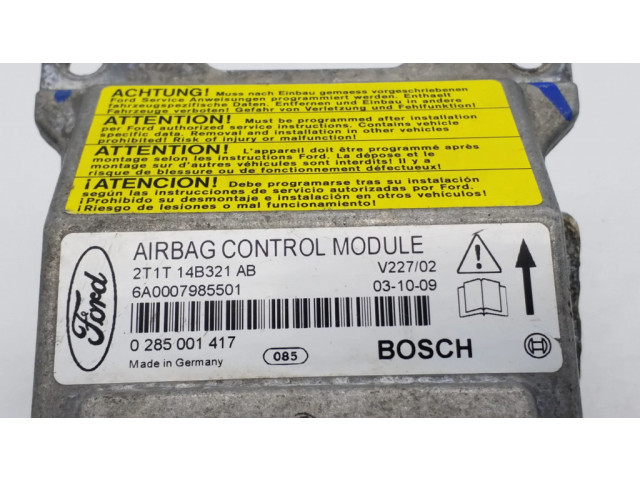 ACHTUNG! Muss nach Einbau gemaess vorgeschriebenen
Ford Service Anweisungen programmiert werden. Enthaelt
fahrzeugspezifische Daten. Entfernen und Einbau in andere
Fahrzeuge verboten! Gefahr von Verletzung und Fehlfunktion!
ATTENTION! Must be programmed after installation
per Ford authorized service instructions. Contains vehicle
specific data. Removal and installation in other vehicles
prohibited! Risk of injury or malfunction!
ATTENTION! L'appareil doit être programmé après
montage selon les instructions Ford. La dépose et le
montage sur d'autres véhicules sont interdits! Il y a
risque de blessure ou de fonctionnement défectueux!
¡ATENCION! Debe programarse tras su instalación
según las instrucciones de servicio autorizadas por Ford.
¡Prohibido su desmontaje e instalación en otros vehículos!
¡Riesgo de lesiones o mal funcionamiento!
Ford
AIRBAG CONTROL MODULE
2T1T 14B321 AB V227/02
6A0007985501 03-10-09
0 285 001 417
Made in Germany 085 BOSCH